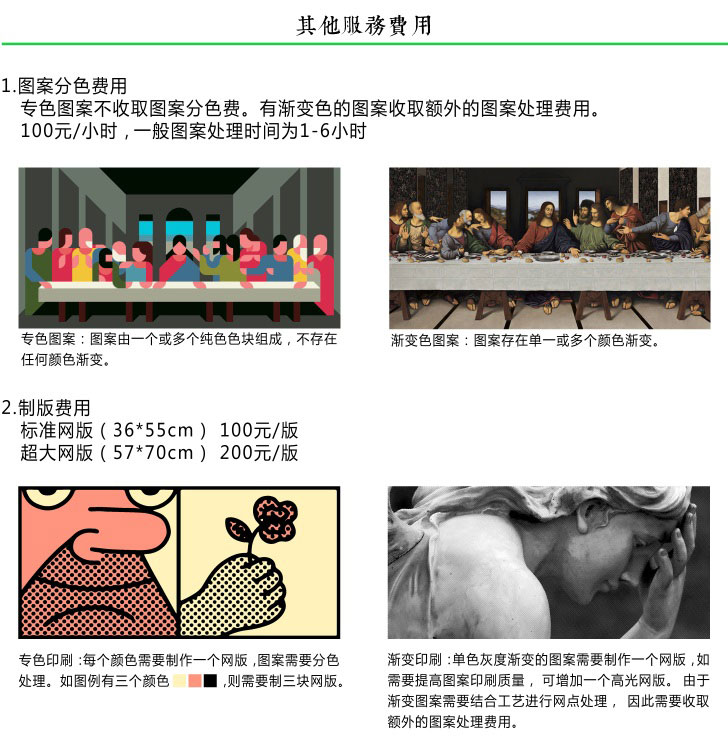 其他服務費用
1.图案分色费用
专色图案不收取图案分色费。有渐变色的图案收取额外的图案处理费用。
100元/小时,一般图案处理时间为1-6小时
专色图案:图案由一个或多个纯色色块组成,不存在
任何颜色渐变。
渐变色图案:图案存在单一或多个颜色渐变。
2.制版费用
标准网版(36*55cm) 100元/版
超大网版(57*70cm) 200元/版
专色印刷:每个颜色需要制作一个网版,图案需要分色
处理。如图例有三个颜色 ,则需要制三块网版。
渐变印刷:单色灰度渐变的图案需要制作一个网版,如
需要提高图案印刷质量,可增加一个高光网版。由于
渐变图案需要结合工艺进行网点处理,因此需要收取
额外的图案处理费用。